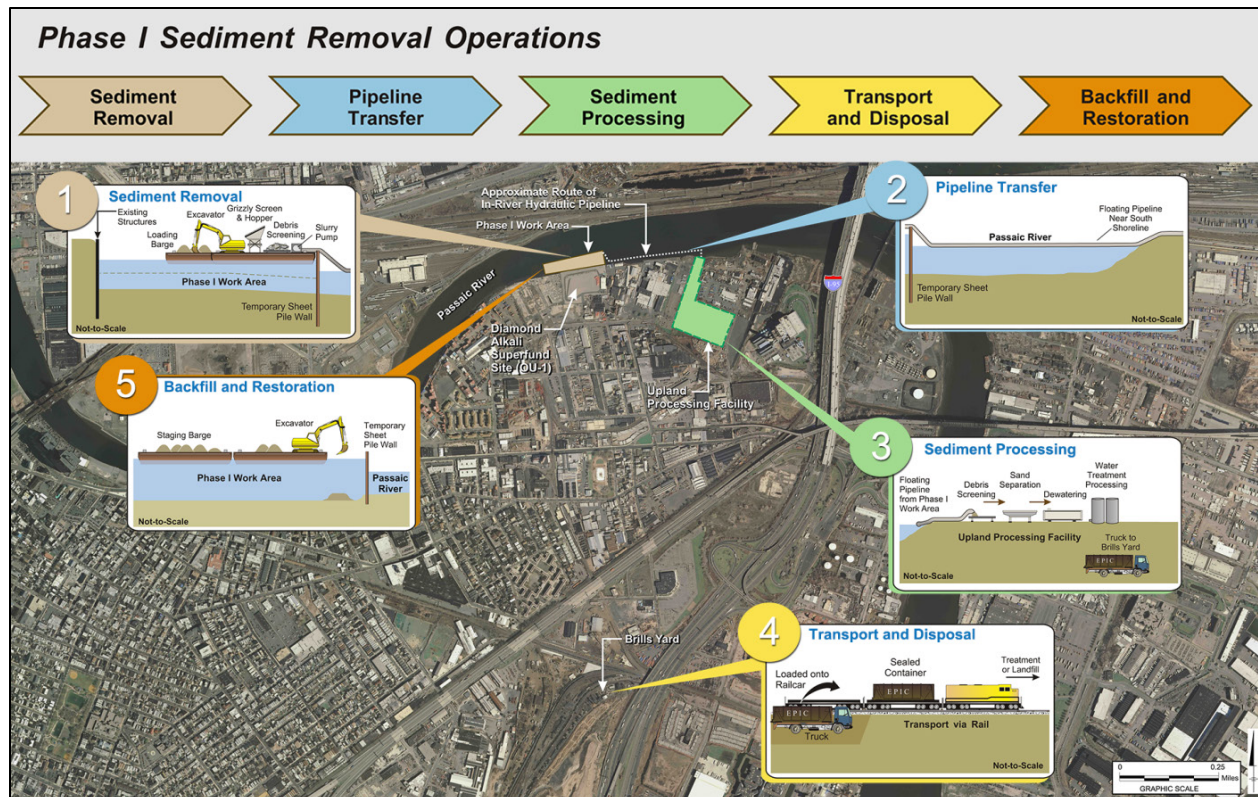 Phase I Sediment Removal Operations
Sediment
Removal
Pipeline
Transfer
Sediment
Processing
Transport
and Disposal
Backfill and
Restoration
1
Sediment Removal
Existing
Structures
Excavator
Grizzly Screen
& Hopper
Loading
Barge
Debris
Screening
Slurry
Pump
Phase I Work Area
Temporary Sheet
Pile Wall
Not-to-Scale
Approximate Route of
In-River Hydraulic Pipeline
Phase I Work Area
Passaic River
Diamond
Alkali
Superfund
Site (OU-1)
Upland
Processing Facility
I-95
2
Pipeline Transfer
Floating Pipeline
Near South
Shoreline
Passaic River
Temporary Sheet
Pile Wall
Not-to-Scale
5
Backfill and Restoration
Staging Barge
Excavator
Temporary
Sheet
Pile Wall
Phase I Work Area
Passaic
River
Not-to-Scale
3
Sediment Processing
Floating
Pipeline
from Phase I
Work Area
Debris
Screening
Sand
Separation
Dewatering
Water
Treatment
Processing
Upland Processing Facility
Truck to
Brills Yard
EPIC
Not-to-Scale
Brills Yard
4
Transport and Disposal
Loaded onto
Railcar
Sealed
Container
Treatment
or Landfill
EPIC
EPIC
Truck
Transport via Rail
Not-to-Scale
0
0.25
Miles
GRAPHIC SCALE